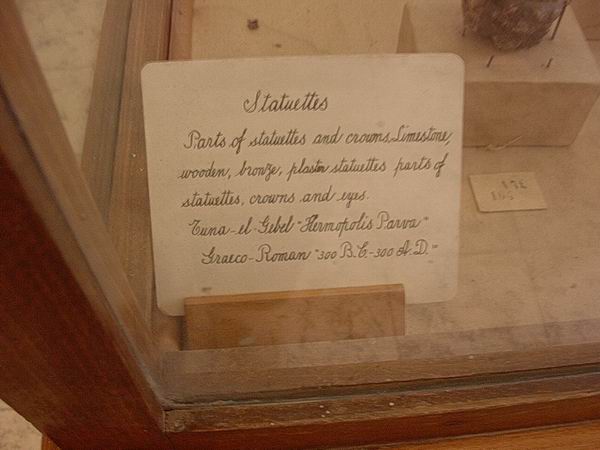 Statuettes
Parts of statuettes and crowns, Limestone,
wooden, bronze, plaster statuettes parts of
statuettes, crowns and eyes.
Tuna-el-Gebel "Hermopolis Parva"
Graeco-Roman "300 B.C.-300 A.D."